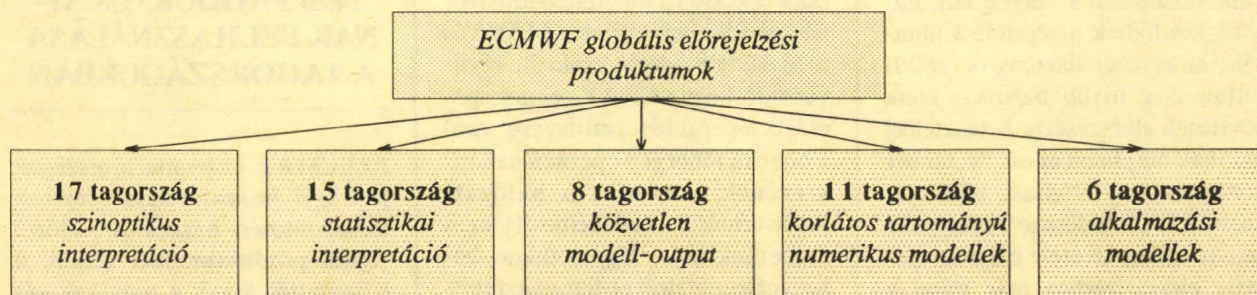 ECMWF globális előrejelzési
produktumok
17 tagország
szinoptikus
interpretáció
15 tagország
statisztikai
interpretáció
8 tagország
közvetlen
modell-output
11 tagország
korlátos tartományú
numerikus modellek
6 tagország
alkalmazási
modellek